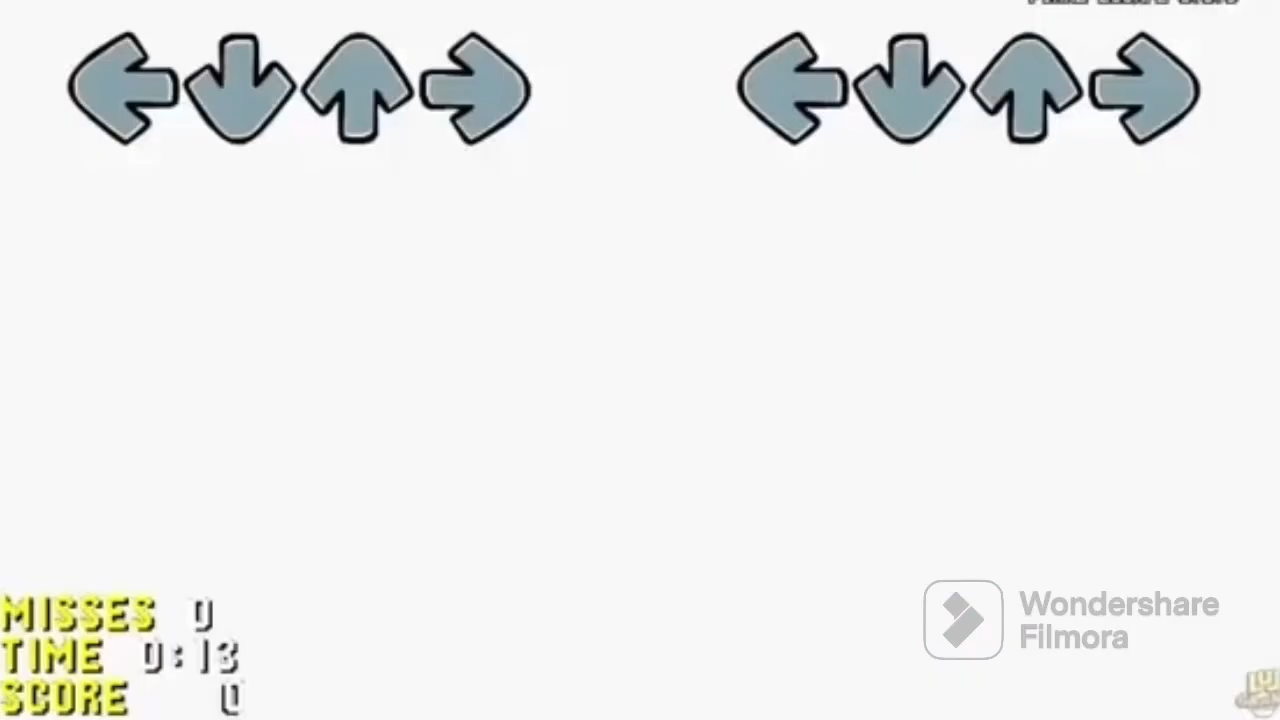 MISSES 0
TIME 0:13
SCORE 0
Wondershare
Filmora